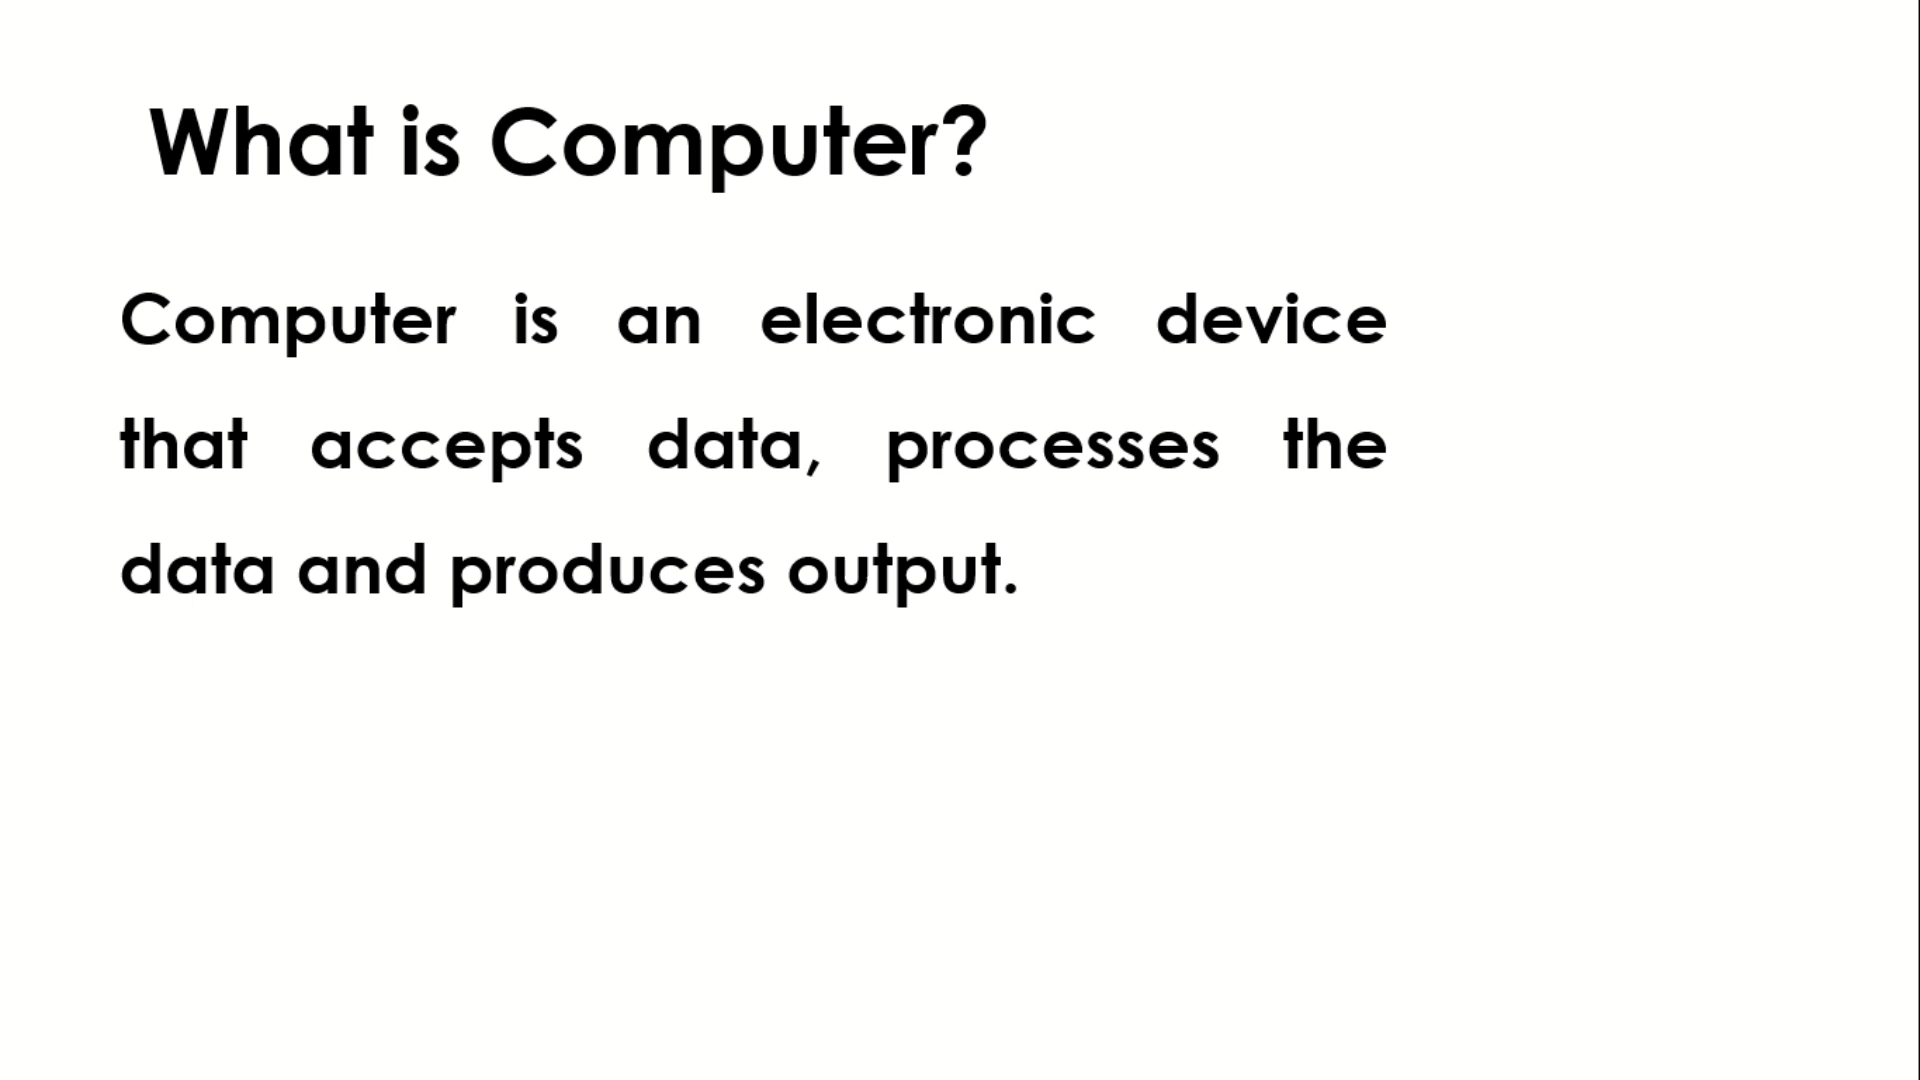 What is Computer?
Computer is an electronic device
that accepts data, processes the
data and produces output.